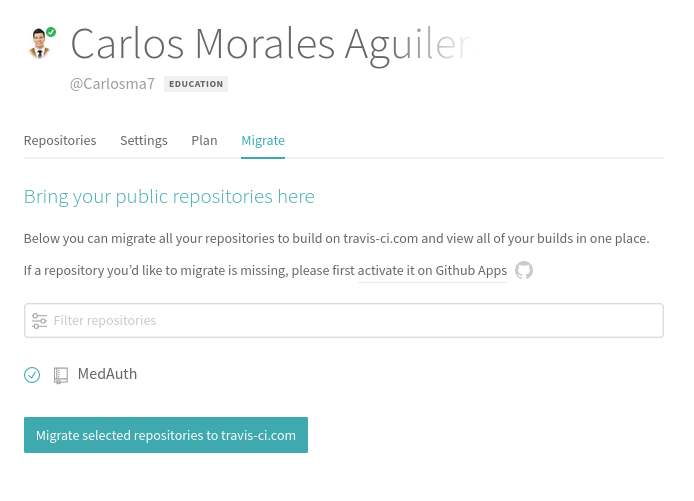 Carlos Morales Aguiler
@Carlosma7 EDUCATION
Repositories Settings Plan Migrate
Bring your public repositories here
Below you can migrate all your repositories to build on travis-ci.com and view all of your builds in one place.
If a repository you'd like to migrate is missing, please first activate it on Github Apps
Filter repositories
MedAuth
Migrate selected repositories to travis-ci.com